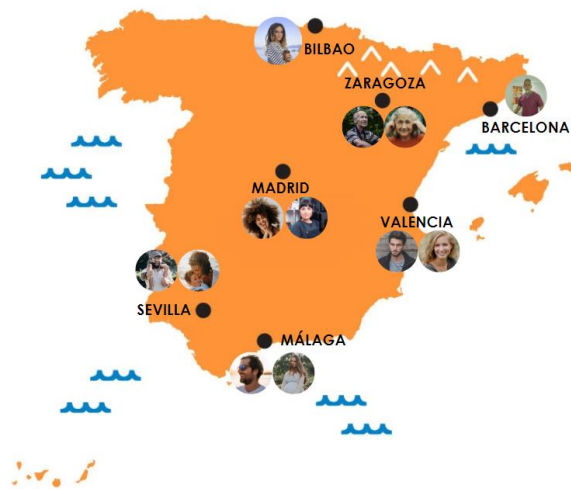 BILBAO
ZARAGOZA
BARCELONA
MADRID
VALENCIA
SEVILLA
MÁLAGA